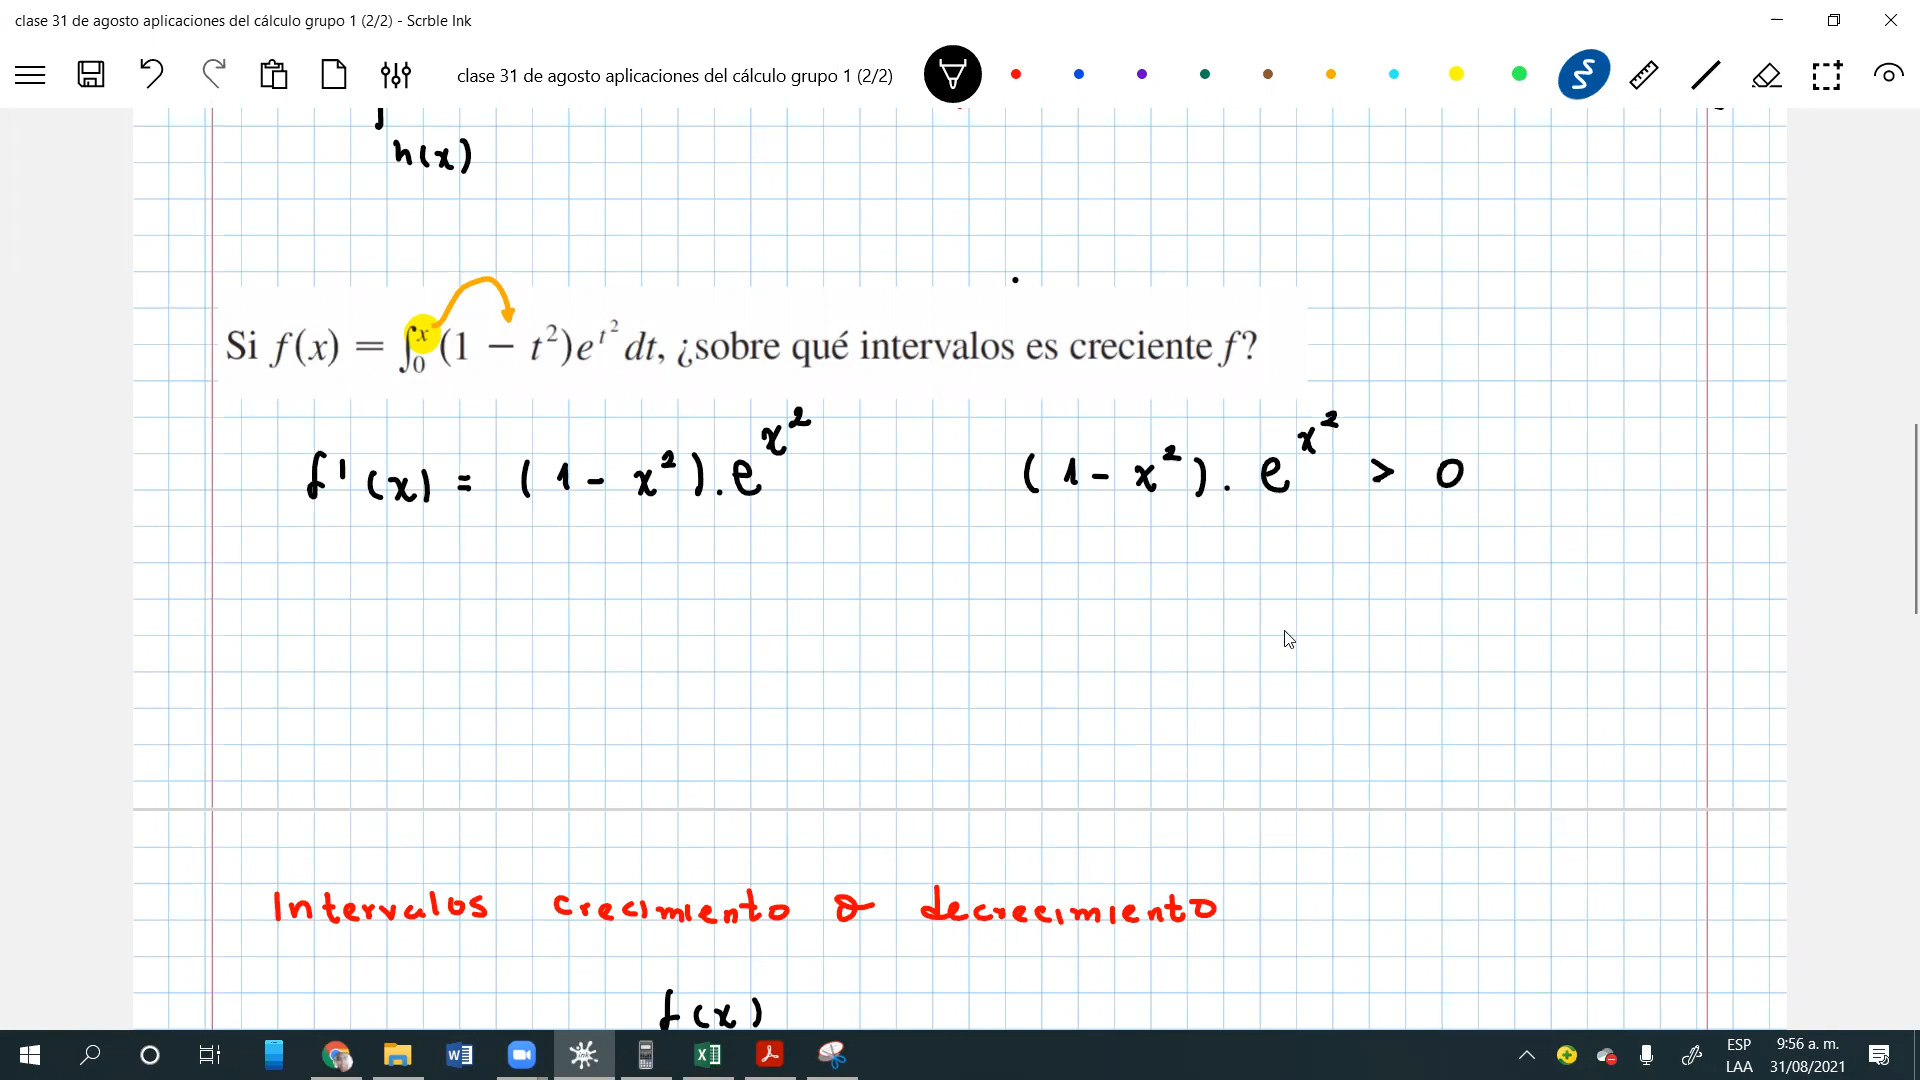 clase 31 de agosto aplicaciones del cálculo grupo 1 (2/2) - Scrble Ink
clase 31 de agosto aplicaciones del cálculo grupo 1 (2/2)
h(x)
Si f(x) = ∫₀ˣ (1 − t²)e^{t²} dt, ¿sobre qué intervalos es creciente f?
f'(x) = (1 - x²) . e^{x²}   (1 - x²) . e^{x²} > 0
Intervalos crecimiento o decrecimiento
f(x)
ESP 9:56 a. m.
LAA 31/08/2021